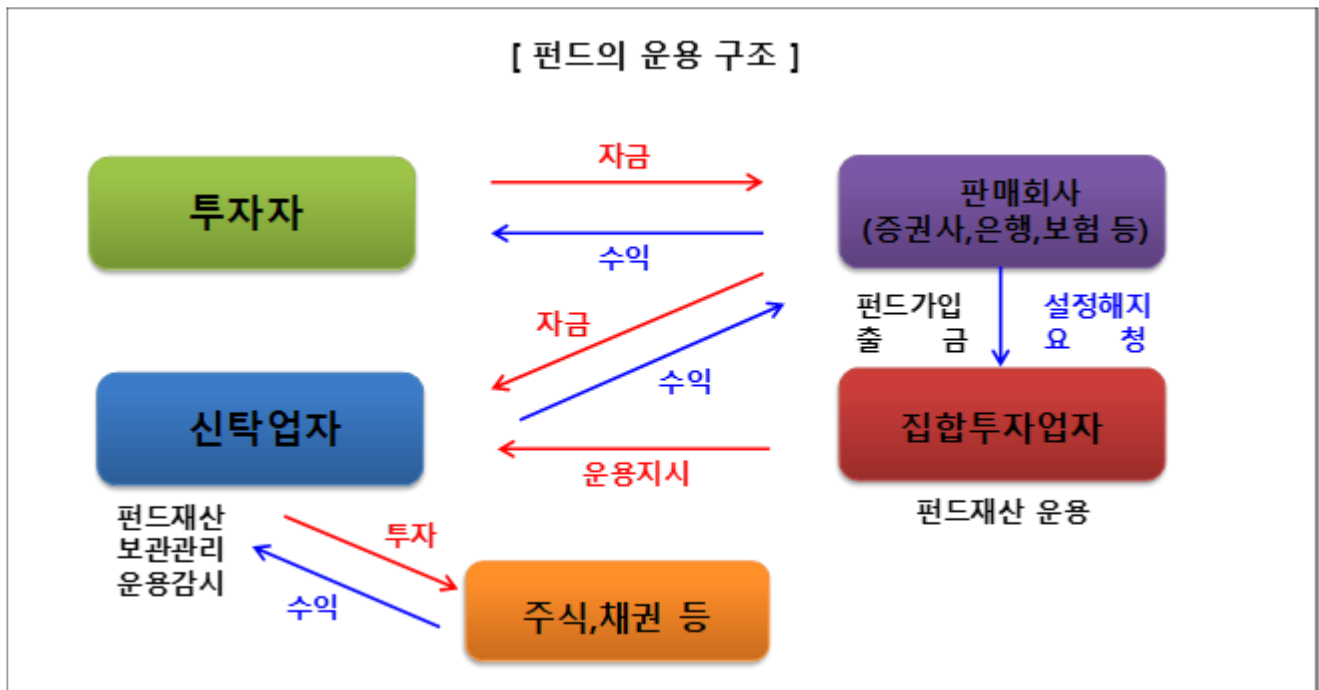 [ 펀드의 운용 구조 ]
투자자
자금
수익
판매회사
(증권사,은행,보험 등)
자금
수익
펀드가입
출 금
설정해지
요 청
신탁업자
운용지시
집합투자업자
펀드재산
보관관리
운용감시
펀드재산 운용
투자
수익
주식,채권 등